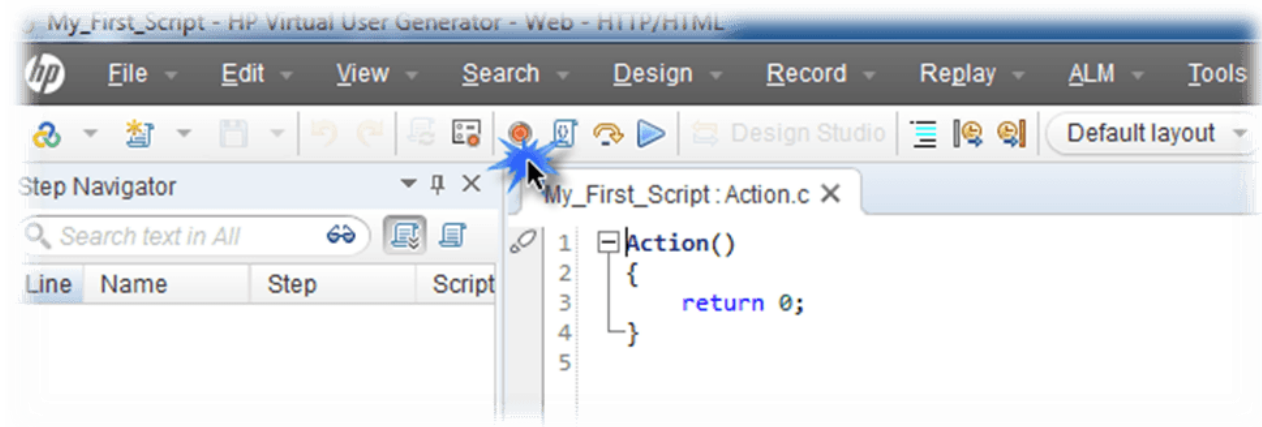 My_First_Script - HP Virtual User Generator - Web - HTTP/HTML
hp File Edit View Search Design Record Replay ALM Tools
Design Studio Default layout
Step Navigator
My_First_Script : Action.c
Search text in All
Line Name Step Script
1 Action()
2 {
3 return 0;
4 }
5